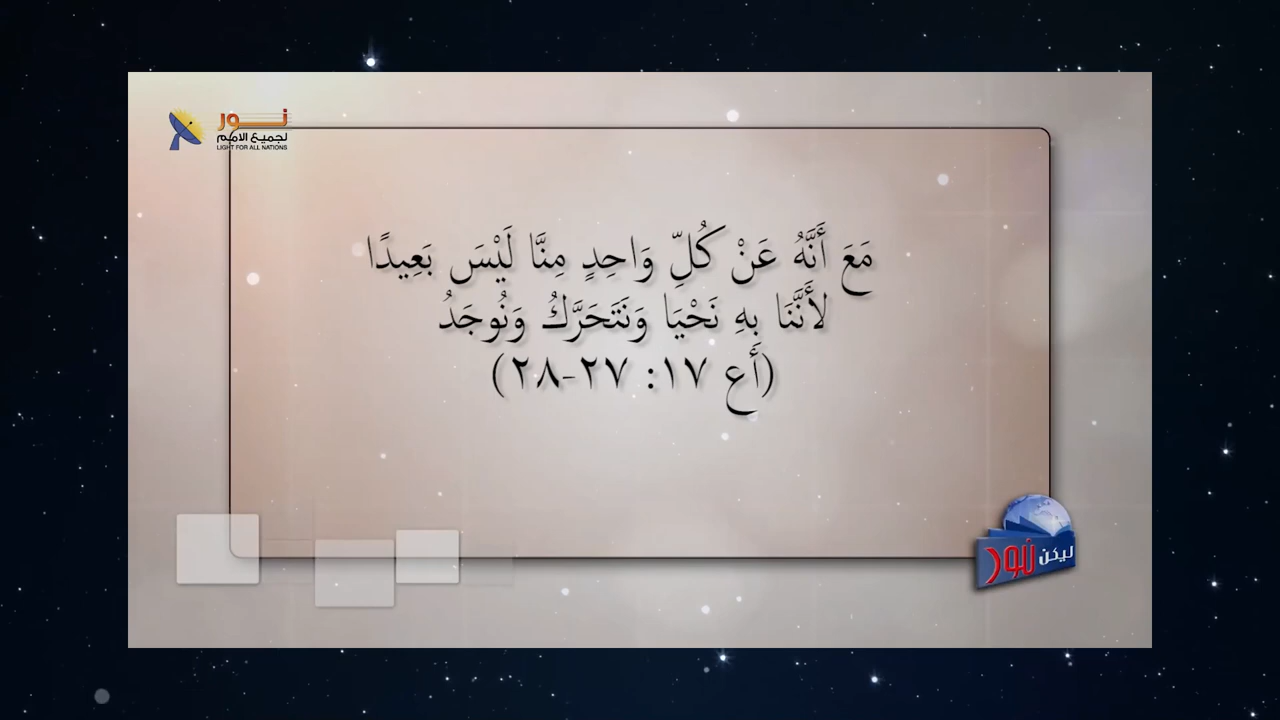 نور
لجميع الامم
LIGHT FOR ALL NATIONS
مَعَ أَنَّهُ عَنْ كُلِّ وَاحِدٍ مِنَّا لَيْسَ بَعِيدًا
لأَنَّنَا بِهِ نَحْيَا وَنَتَحَرَّكُ وَنُوجَدُ
(أع ١٧: ٢٧-٢٨)
ليكن نور